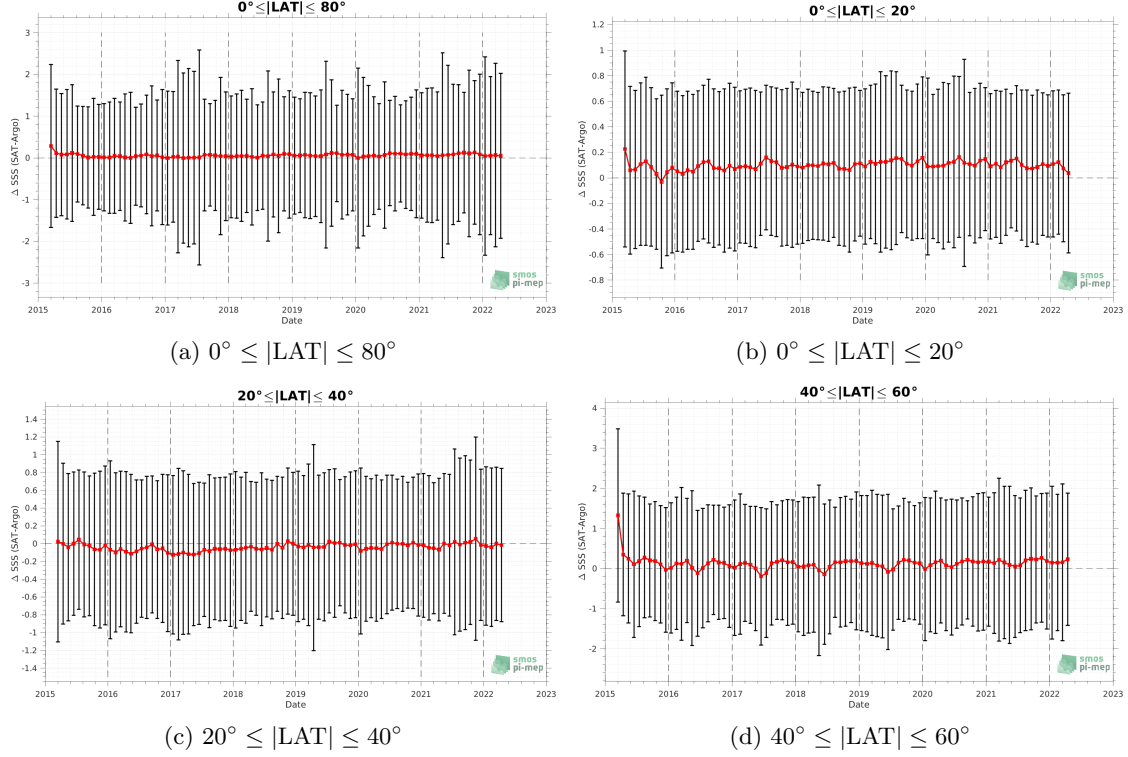 0°≤|LAT|≤ 80°
3
2
1
0
-1
-2
-3
Δ SSS (SAT-Argo)
2015 2016 2017 2018 2019 2020 2021 2022 2023
Date
smos
pi-mep
(a) 0° ≤ |LAT| ≤ 80°
0°≤|LAT|≤ 20°
1.2
1
0.8
0.6
0.4
0.2
0
-0.2
-0.4
-0.6
-0.8
Δ SSS (SAT-Argo)
2015 2016 2017 2018 2019 2020 2021 2022 2023
Date
smos
pi-mep
(b) 0° ≤ |LAT| ≤ 20°
20°≤|LAT|≤ 40°
1.4
1.2
1
0.8
0.6
0.4
0.2
0
-0.2
-0.4
-0.6
-0.8
-1
-1.2
-1.4
Δ SSS (SAT-Argo)
2015 2016 2017 2018 2019 2020 2021 2022 2023
Date
smos
pi-mep
(c) 20° ≤ |LAT| ≤ 40°
40°≤|LAT|≤ 60°
4
3
2
1
0
-1
-2
Δ SSS (SAT-Argo)
2015 2016 2017 2018 2019 2020 2021 2022 2023
Date
smos
pi-mep
(d) 40° ≤ |LAT| ≤ 60°